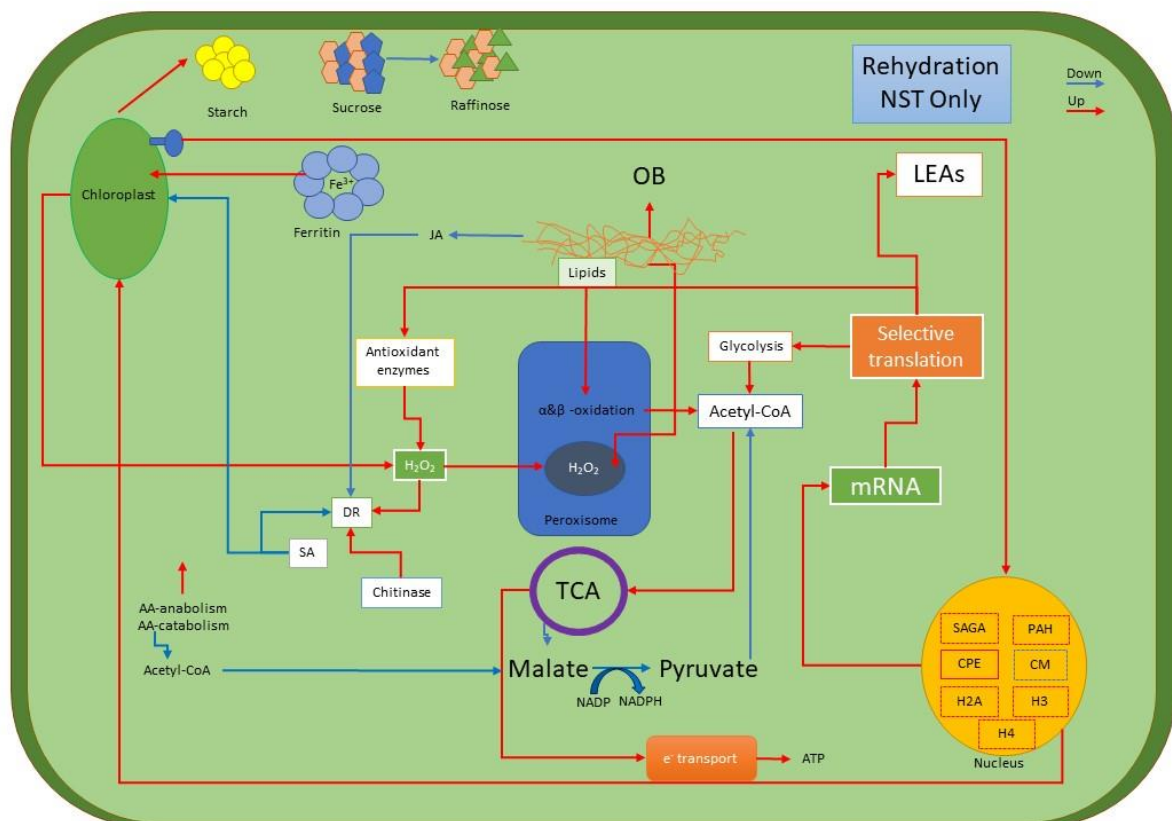 Rehydration
NST Only
Down
Up
Starch
Sucrose
Raffinose
Chloroplast
Fe³⁺
Ferritin
JA
OB
LEAs
Lipids
Antioxidant
enzymes
Glycolysis
Selective
translation
α&β -oxidation
Acetyl-CoA
H₂O₂
H₂O₂
mRNA
Peroxisome
DR
SA
Chitinase
TCA
AA-anabolism
AA-catabolism
Acetyl-CoA
Malate
Pyruvate
NADP
NADPH
e⁻ transport
ATP
SAGA
PAH
CPE
CM
H2A
H3
H4
Nucleus